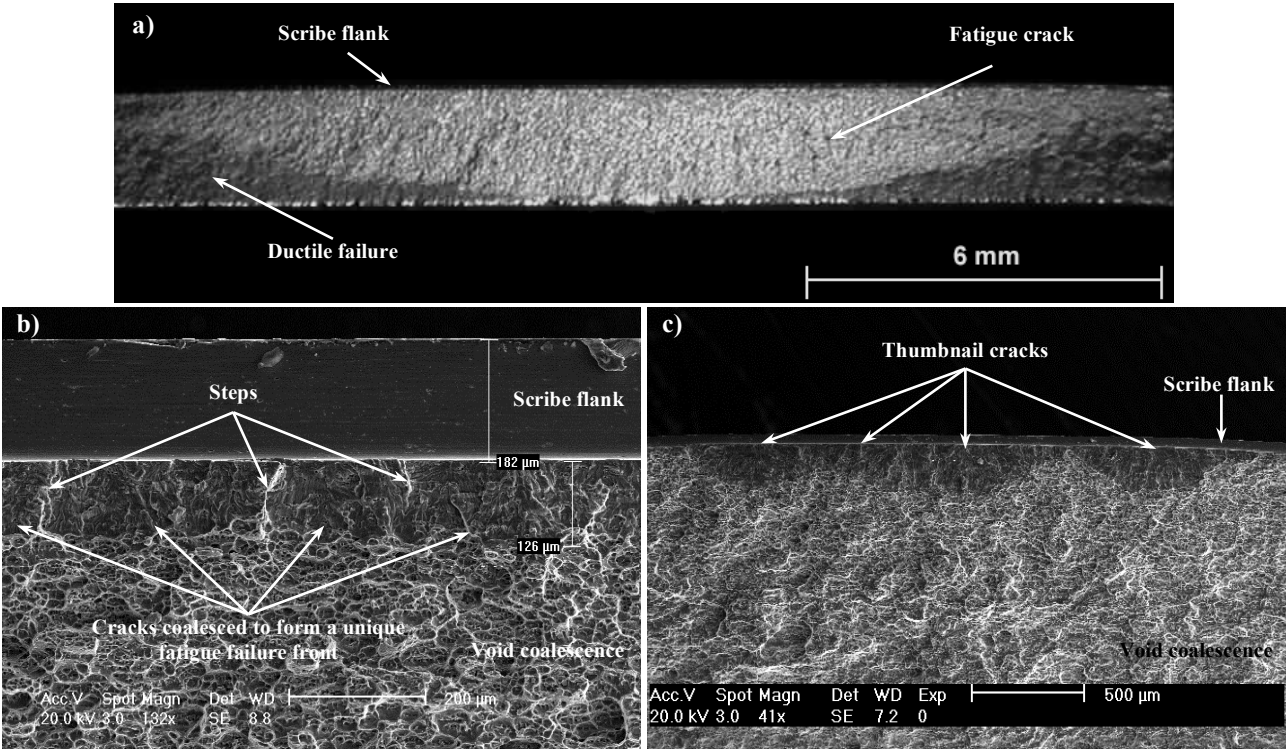 a)
Scribe flank
Fatigue crack
Ductile failure
6 mm
b)
Steps
Scribe flank
182 µm
126 µm
Cracks coalesced to form a unique
fatigue failure front
Void coalescence
Acc.V Spot Magn Det WD 200 µm
20.0 kV 3.0 132x SE 8.8
c)
Thumbnail cracks
Scribe flank
Void coalescence
Acc.V Spot Magn Det WD Exp 500 µm
20.0 kV 3.0 41x SE 7.2 0